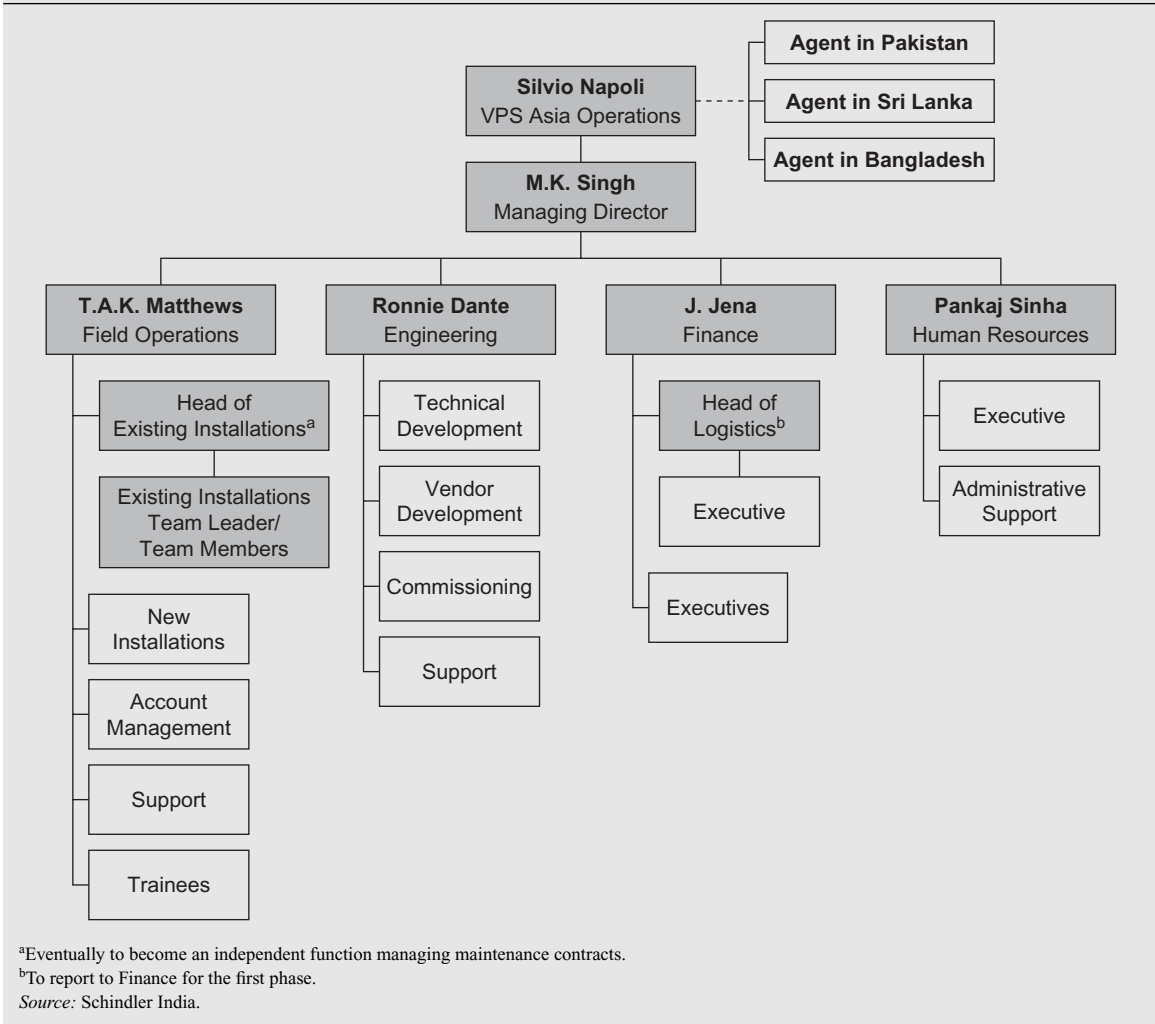 Silvio Napoli
VPS Asia Operations
Agent in Pakistan
Agent in Sri Lanka
Agent in Bangladesh
M.K. Singh
Managing Director
T.A.K. Matthews
Field Operations
Head of
Existing Installationsᵃ
Existing Installations
Team Leader/
Team Members
New
Installations
Account
Management
Support
Trainees
Ronnie Dante
Engineering
Technical
Development
Vendor
Development
Commissioning
Support
J. Jena
Finance
Head of
Logisticsᵇ
Executive
Executives
Pankaj Sinha
Human Resources
Executive
Administrative
Support
ᵃEventually to become an independent function managing maintenance contracts.
ᵇTo report to Finance for the first phase.
Source: Schindler India.